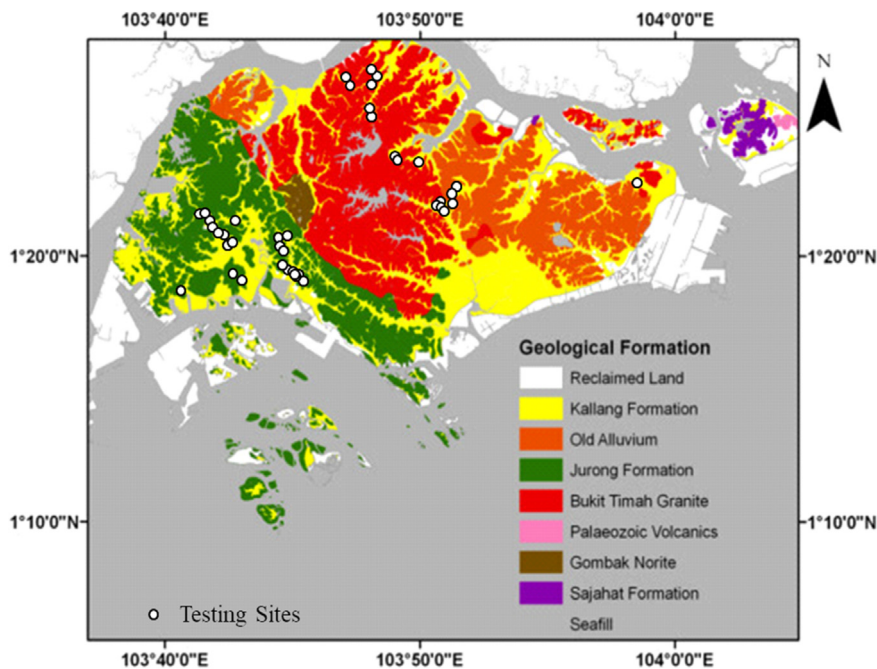 103°40'0"E 103°50'0"E 104°0'0"E
N
1°20'0"N 1°20'0"N
Geological Formation
Reclaimed Land
Kallang Formation
Old Alluvium
Jurong Formation
Bukit Timah Granite
1°10'0"N 1°10'0"N
Palaeozoic Volcanics
Gombak Norite
Sajahat Formation
Testing Sites
Seafill
103°40'0"E 103°50'0"E 104°0'0"E